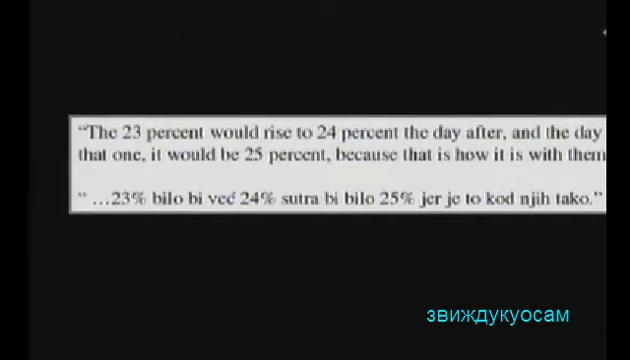 “The 23 percent would rise to 24 percent the day after, and the day
that one, it would be 25 percent, because that is how it is with them
“ …23% bilo bi već 24% sutra bi bilo 25% jer je to kod njih tako.”
звиждукуосам